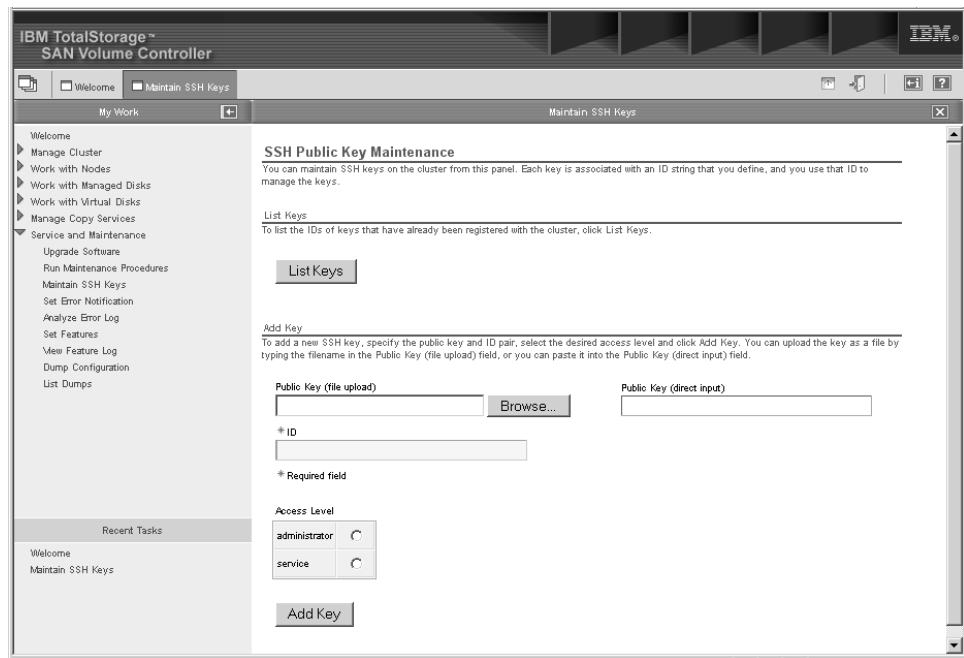 IBM TotalStorage™
SAN Volume Controller
IBM®
Welcome
Maintain SSH Keys
?
My Work
Maintain SSH Keys
Welcome
Manage Cluster
Work with Nodes
Work with Managed Disks
Work with Virtual Disks
Manage Copy Services
Service and Maintenance
Upgrade Software
Run Maintenance Procedures
Maintain SSH Keys
Set Error Notification
Analyze Error Log
Set Features
View Feature Log
Dump Configuration
List Dumps
Recent Tasks
Welcome
Maintain SSH Keys
SSH Public Key Maintenance
You can maintain SSH keys on the cluster from this panel. Each key is associated with an ID string that you define, and you use that ID to
manage the keys.
List Keys
To list the IDs of keys that have already been registered with the cluster, click List Keys.
List Keys
Add Key
To add a new SSH key, specify the public key and ID pair, select the desired access level and click Add Key. You can upload the key as a file by
typing the filename in the Public Key (file upload) field, or you can paste it into the Public Key (direct input) field.
Public Key (file upload)
Public Key (direct input)
Browse...
* ID
* Required field
Access Level
administrator
service
Add Key